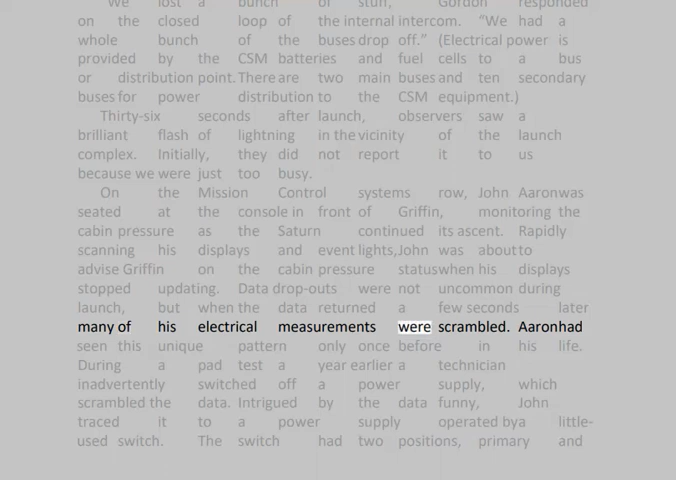 "We lost a bunch of stuff," Gordon responded
on the closed loop of the internal intercom. "We had a
whole bunch of the buses drop off." (Electrical power is
provided by the CSM batteries and fuel cells to a bus
or distribution point. There are two main buses and ten secondary
buses for power distribution to the CSM equipment.)
Thirty-six seconds after launch, observers saw a
brilliant flash of lightning in the vicinity of the launch
complex. Initially, they did not report it to us
because we were just too busy.
On the Mission Control systems row, John Aaron was
seated at the console in front of Griffin, monitoring the
cabin pressure as the Saturn continued its ascent. Rapidly
scanning his displays and event lights, John was about to
advise Griffin on the cabin pressure status when his displays
stopped updating. Data drop-outs were not uncommon during
launch, but when the data returned a few seconds later
many of his electrical measurements were scrambled. Aaron had
seen this unique pattern only once before in his life.
During a pad test a year earlier a technician
inadvertently switched off a power supply, which
scrambled the data. Intrigued by the data funny, John
traced it to a power supply operated by a little-
used switch. The switch had two positions, primary and